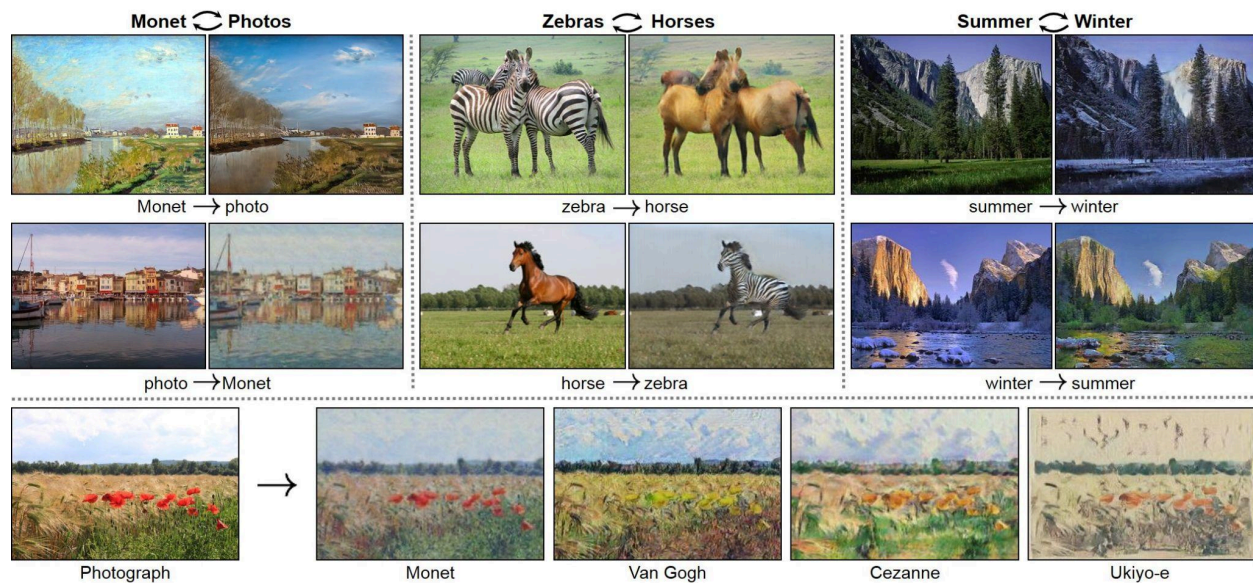 Monet ⇄ Photos
Zebras ⇄ Horses
Summer ⇄ Winter
Monet → photo
zebra → horse
summer → winter
photo → Monet
horse → zebra
winter → summer
Photograph
Monet
Van Gogh
Cezanne
Ukiyo-e